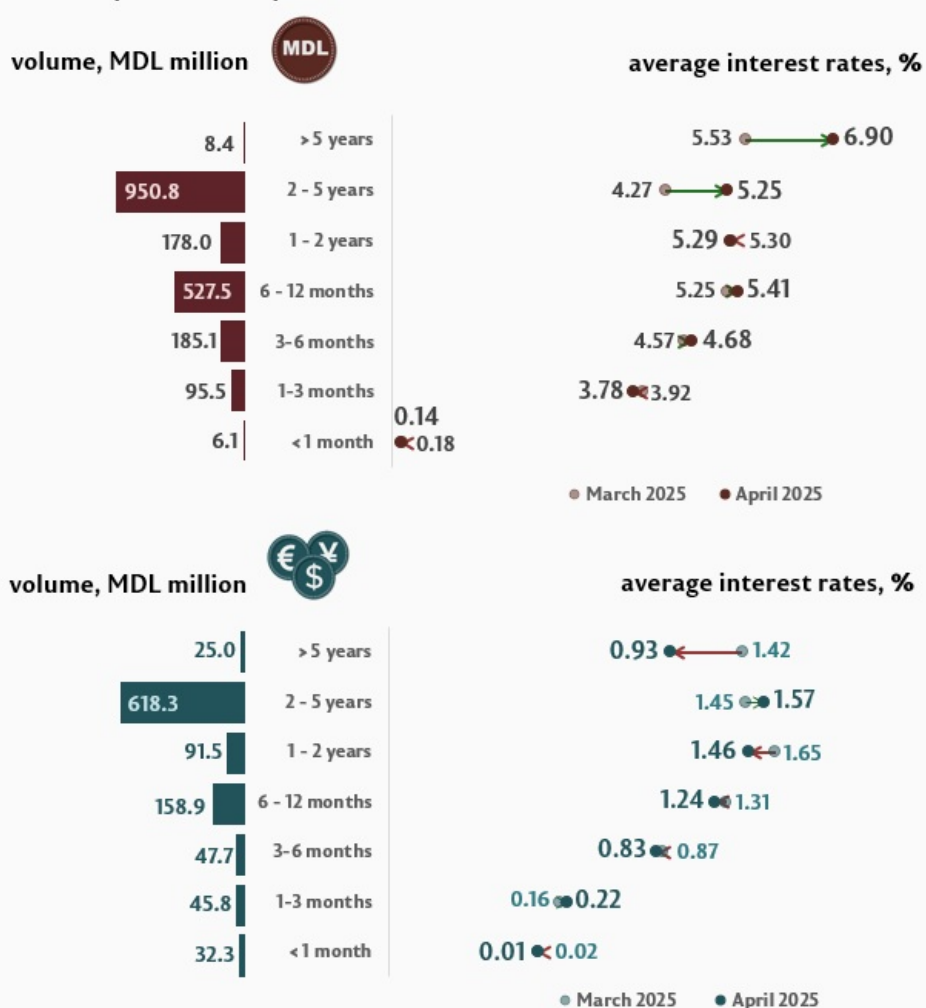 MDL
volume, MDL million
average interest rates, %
8.4 >5 years 5.53 6.90
950.8 2 - 5 years 4.27 5.25
178.0 1 - 2 years 5.29 5.30
527.5 6 - 12 months 5.25 5.41
185.1 3-6 months 4.57 4.68
95.5 1-3 months 3.78 3.92
6.1 <1 month 0.14 0.18
March 2025 April 2025
€ ¥ $
volume, MDL million
average interest rates, %
25.0 >5 years 0.93 1.42
618.3 2 - 5 years 1.45 1.57
91.5 1 - 2 years 1.46 1.65
158.9 6 - 12 months 1.24 1.31
47.7 3-6 months 0.83 0.87
45.8 1-3 months 0.16 0.22
32.3 <1 month 0.01 0.02
March 2025 April 2025